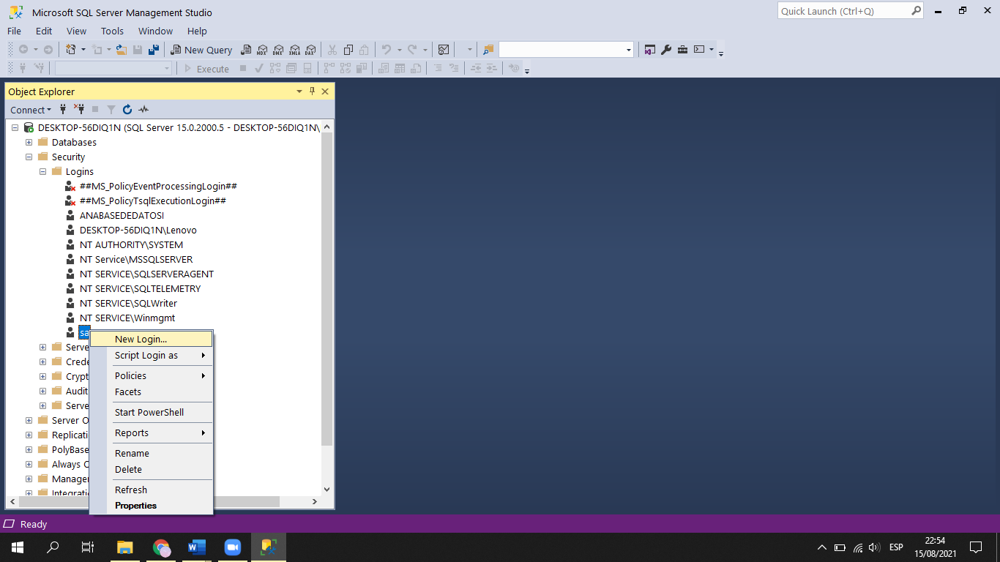 Microsoft SQL Server Management Studio
Quick Launch (Ctrl+Q)
File Edit View Tools Window Help
New Query MDX DMX XMLA DAX
Execute
Object Explorer
Connect
DESKTOP-56DIQ1N (SQL Server 15.0.2000.5 - DESKTOP-56DIQ1N\
Databases
Security
Logins
##MS_PolicyEventProcessingLogin##
##MS_PolicyTsqlExecutionLogin##
ANABASEDEDATOSI
DESKTOP-56DIQ1N\Lenovo
NT AUTHORITY\SYSTEM
NT Service\MSSQLSERVER
NT SERVICE\SQLSERVERAGENT
NT SERVICE\SQLTELEMETRY
NT SERVICE\SQLWriter
NT SERVICE\Winmgmt
sa
Serve
Crede
Crypt
Audit
Serve
Server O
Replicati
PolyBase
Always O
Manager
Integrati
New Login...
Script Login as
Policies
Facets
Start PowerShell
Reports
Rename
Delete
Refresh
Properties
Ready
ESP
22:54
15/08/2021